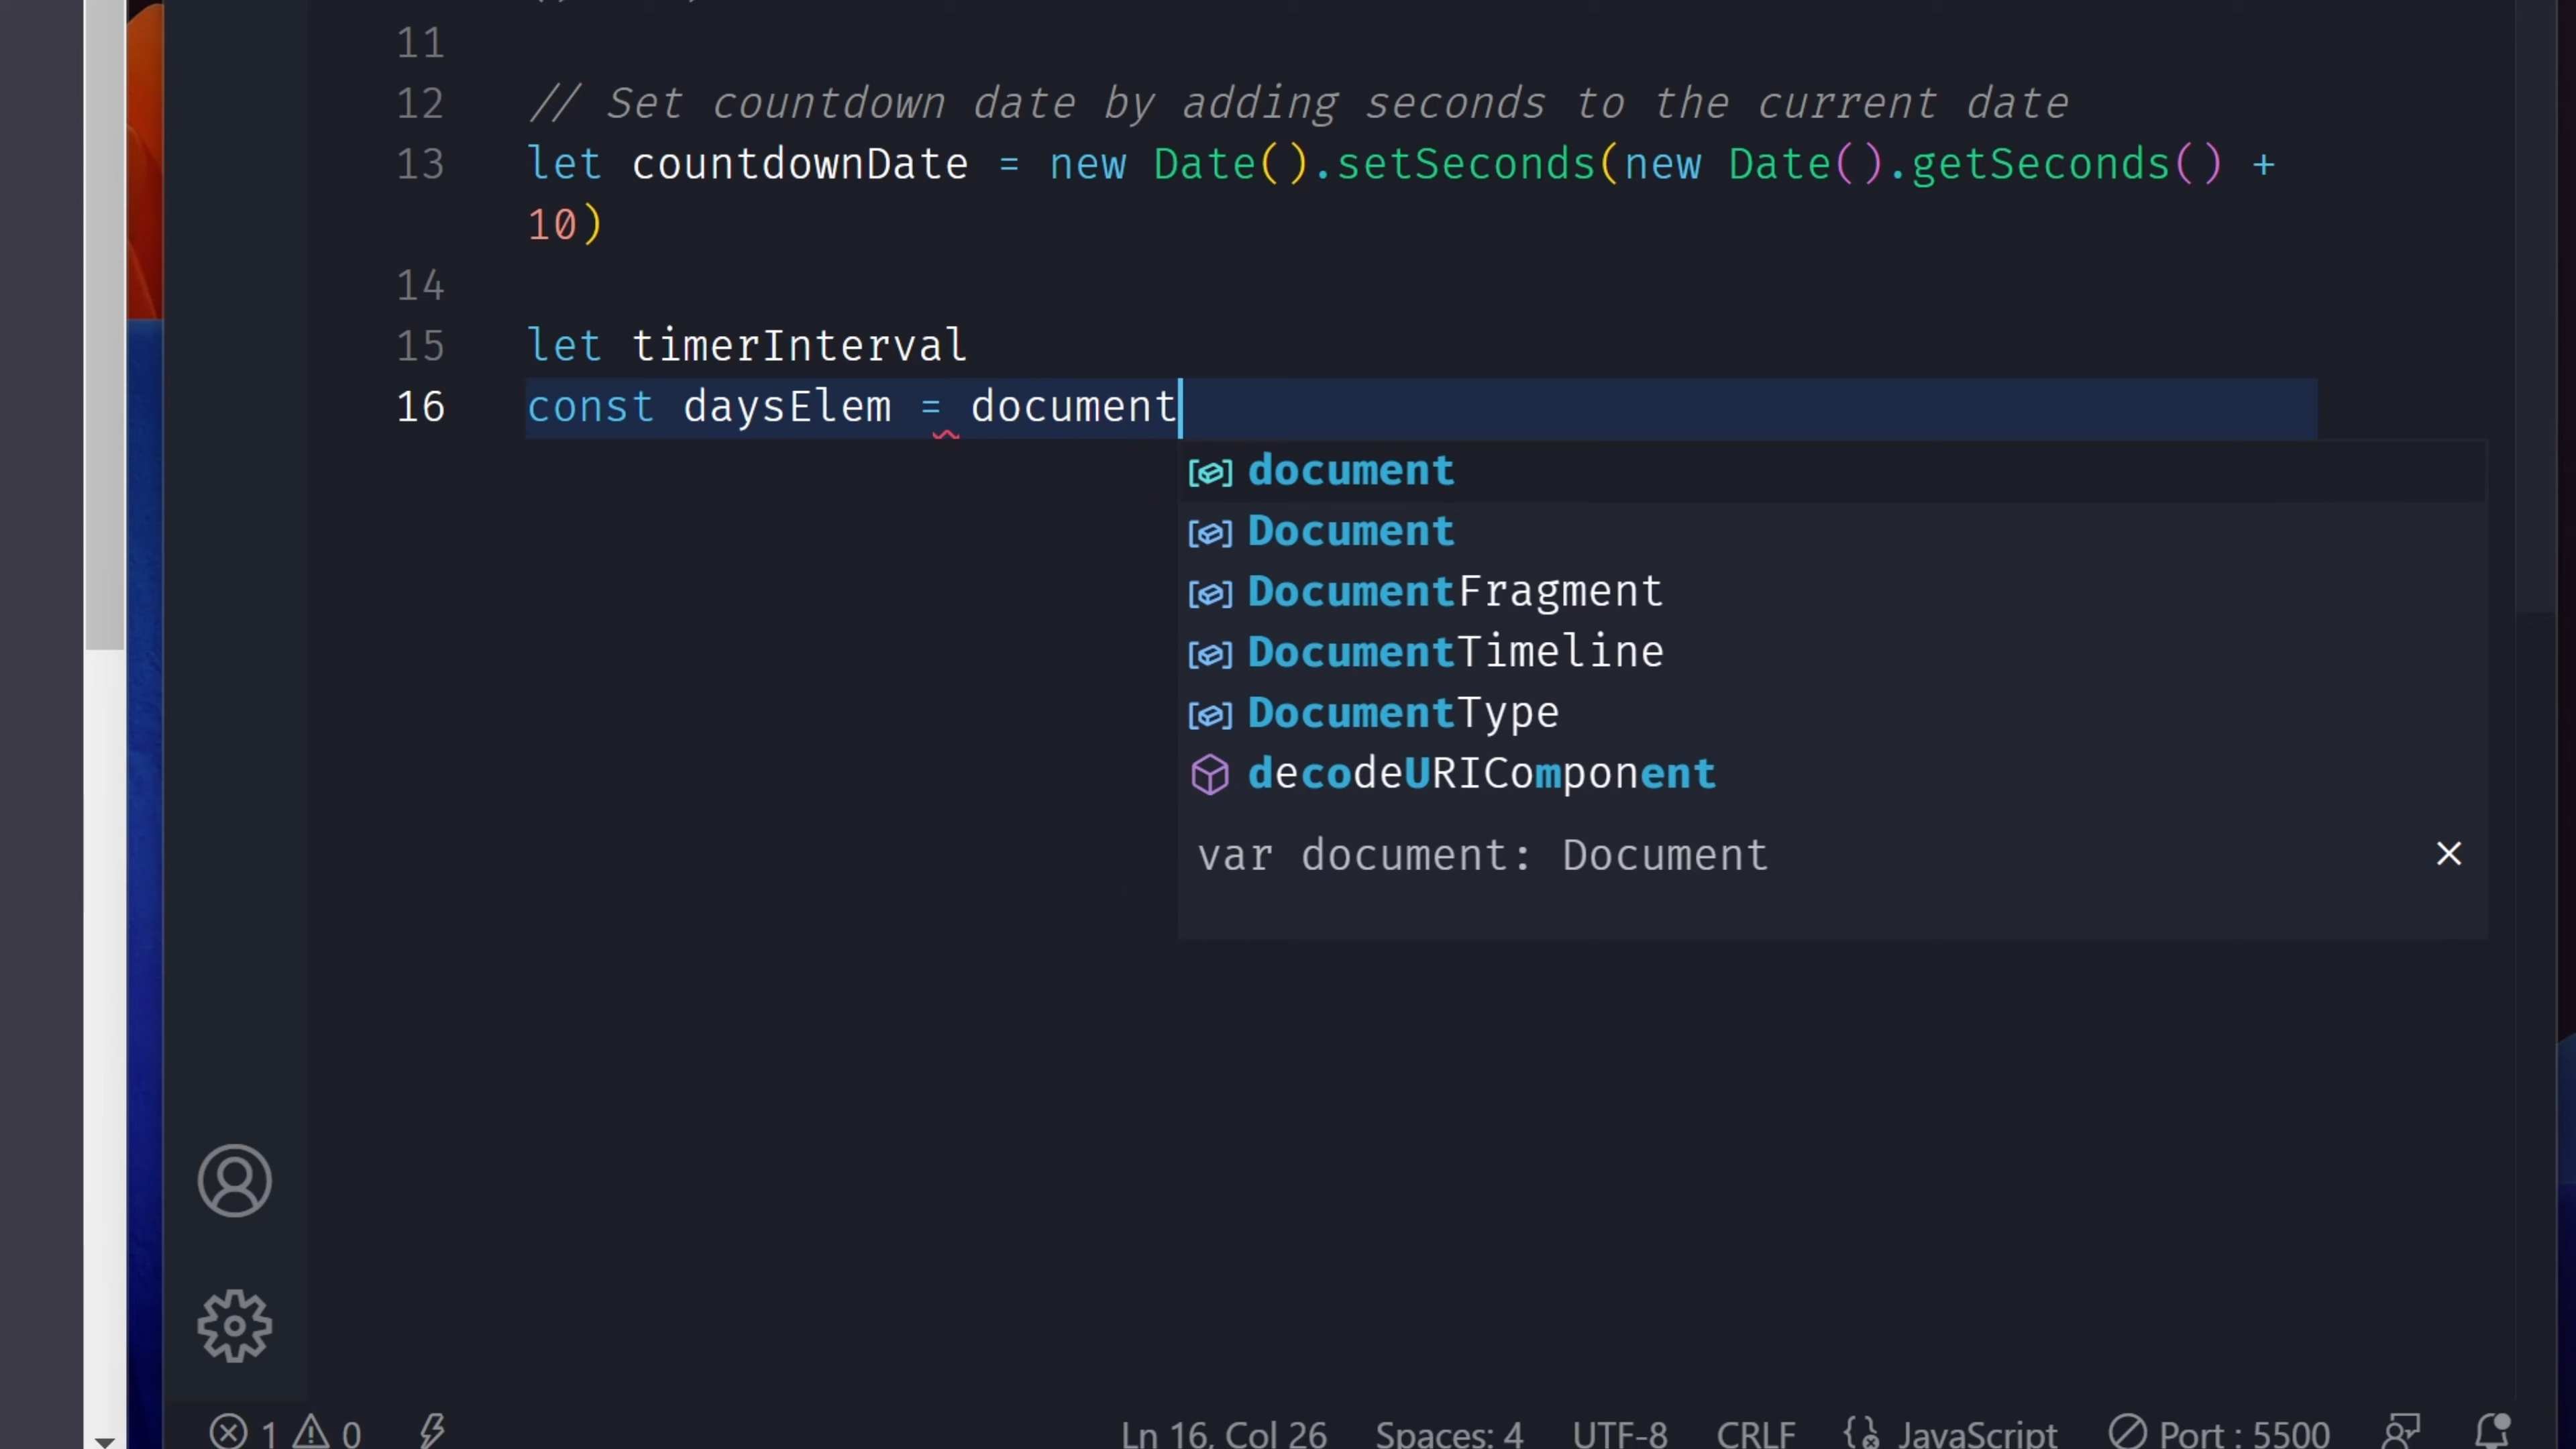 11
12 // Set countdown date by adding seconds to the current date
13 let countdownDate = new Date().setSeconds(new Date().getSeconds() +
10)
14
15 let timerInterval
16 const daysElem = document
document
Document
DocumentFragment
DocumentTimeline
DocumentType
decodeURIComponent
var document: Document
1 0 Ln 16, Col 26 Spaces: 4 UTF-8 CRLF JavaScript Port : 5500